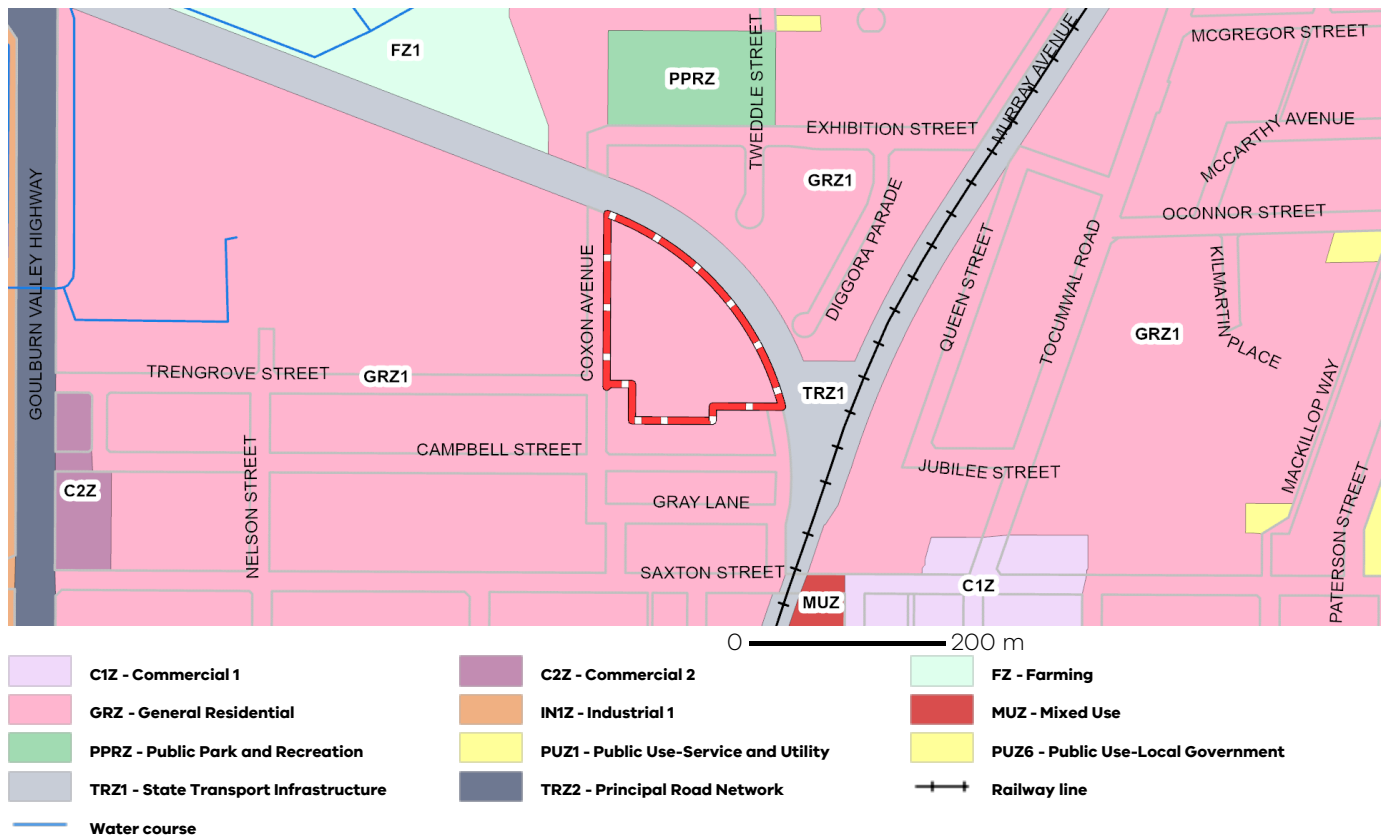 MCGREGOR STREET
FZ1
PPRZ
TWEDDLE STREET
MURRAY AVENUE
EXHIBITION STREET
MCCARTHY AVENUE
GRZ1
OCONNOR STREET
GOULBURN VALLEY HIGHWAY
COXON AVENUE
DIGGORA PARADE
QUEEN STREET
TOCUMWAL ROAD
KILMARTIN PLACE
GRZ1
TRENGROVE STREET
GRZ1
TRZ1
MACKILLOP WAY
CAMPBELL STREET
JUBILEE STREET
C2Z
NELSON STREET
GRAY LANE
PATERSON STREET
SAXTON STREET
MUZ
C1Z
0 200 m
C1Z - Commercial 1
C2Z - Commercial 2
FZ - Farming
GRZ - General Residential
IN1Z - Industrial 1
MUZ - Mixed Use
PPRZ - Public Park and Recreation
PUZ1 - Public Use-Service and Utility
PUZ6 - Public Use-Local Government
TRZ1 - State Transport Infrastructure
TRZ2 - Principal Road Network
Railway line
Water course